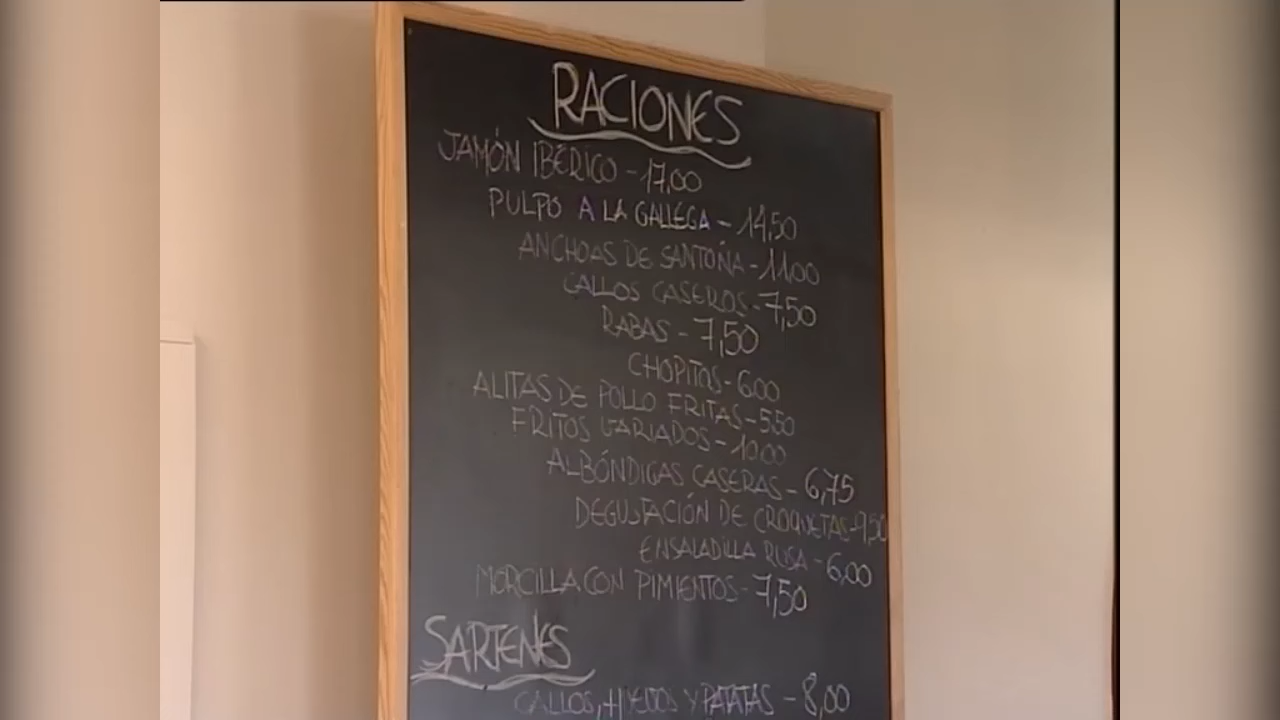 RACIONES
JAMÓN IBÉRICO - 17,00
PULPO A LA GALLEGA - 14,50
ANCHOAS DE SANTOÑA - 11,00
CALLOS CASEROS - 7,50
RABAS - 7,50
CHOPITOS - 6,00
ALITAS DE POLLO FRITAS - 5,50
FRITOS VARIADOS - 10,00
ALBÓNDIGAS CASERAS - 6,75
DEGUSTACIÓN DE CROQUETAS - 9,50
ENSALADILLA RUSA - 6,00
MORCILLA CON PIMIENTOS - 7,50
SARTENES
CALLOS, HUEVOS Y PATATAS - 8,00